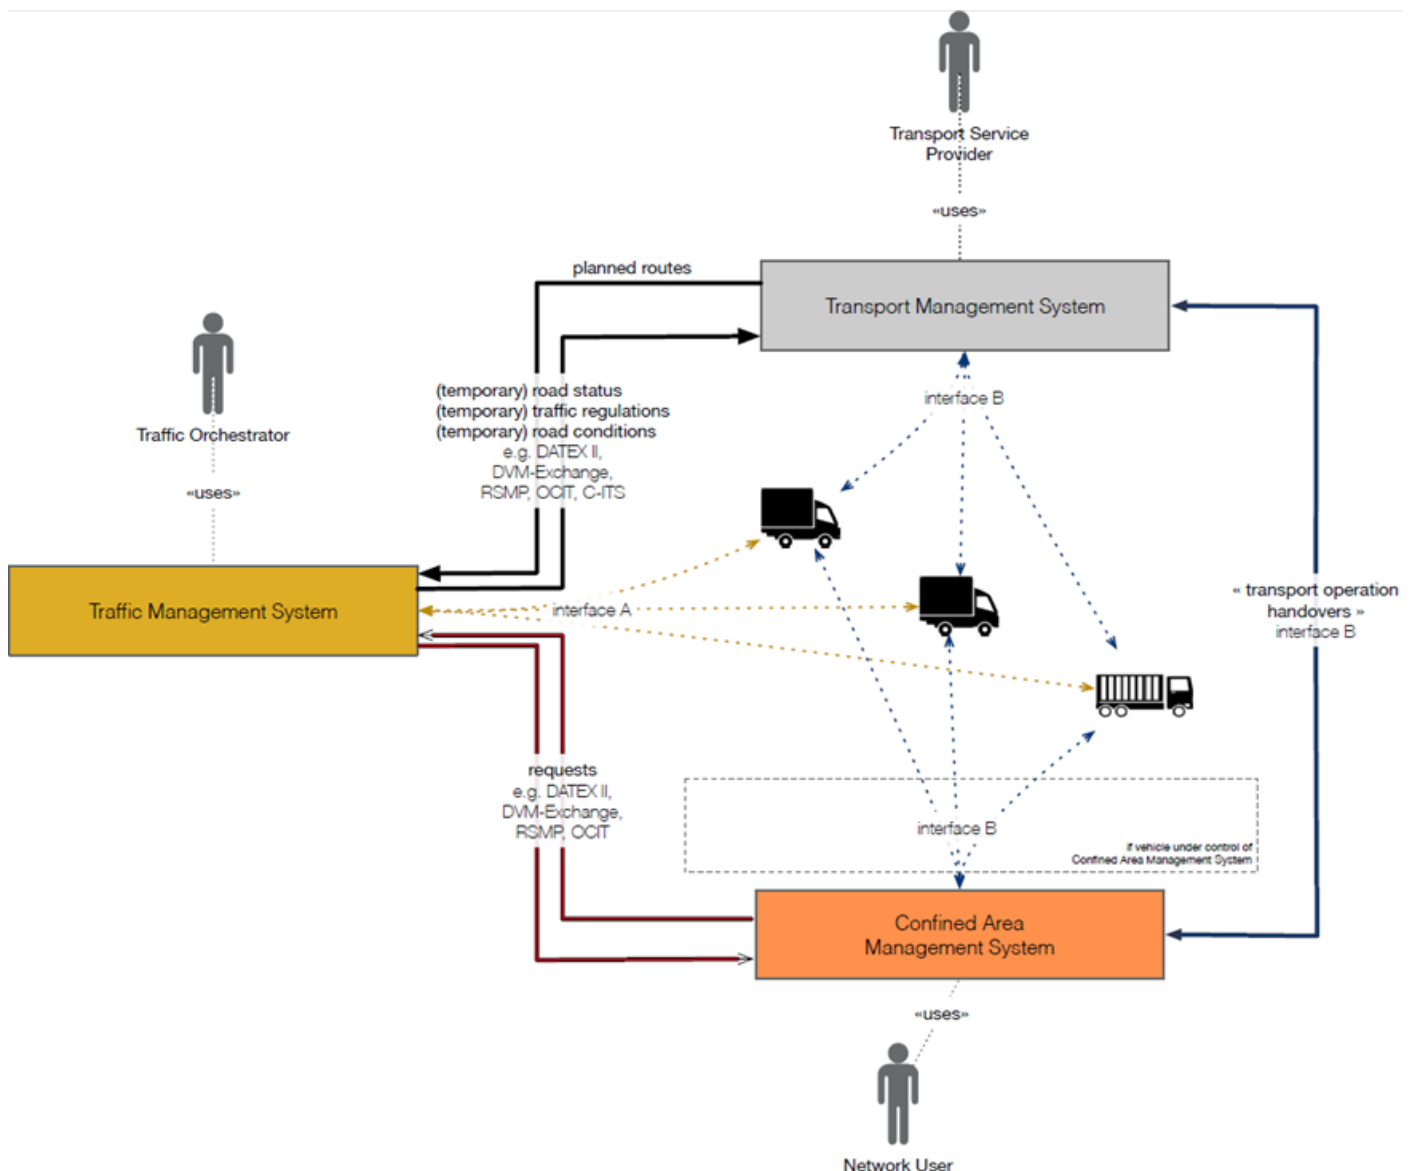 Transport Service
Provider
«uses»
planned routes
Transport Management System
(temporary) road status
(temporary) traffic regulations
(temporary) road conditions
e.g. DATEX II,
DVM-Exchange,
RSMP, OCIT, C-ITS
interface B
Traffic Orchestrator
«uses»
Traffic Management System
interface A
« transport operation
handovers »
interface B
requests
e.g. DATEX II,
DVM-Exchange,
RSMP, OCIT
interface B
if vehicle under control of
Confined Area Management System
Confined Area
Management System
«uses»
Network User